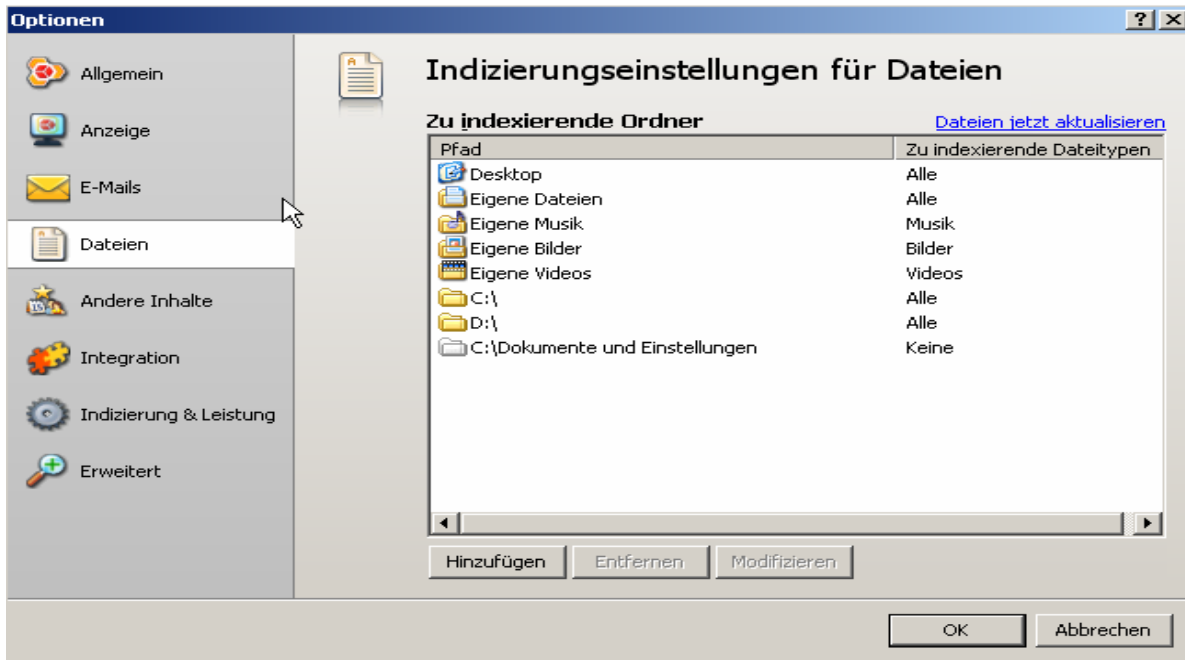 Optionen
Allgemein
Anzeige
E-Mails
Dateien
Andere Inhalte
Integration
Indizierung & Leistung
Erweitert
Indizierungseinstellungen für Dateien
Zu indexierende Ordner Dateien jetzt aktualisieren
Pfad Zu indexierende Dateitypen
Desktop Alle
Eigene Dateien Alle
Eigene Musik Musik
Eigene Bilder Bilder
Eigene Videos Videos
C:\ Alle
D:\ Alle
C:\Dokumente und Einstellungen Keine
Hinzufügen Entfernen Modifizieren
OK Abbrechen